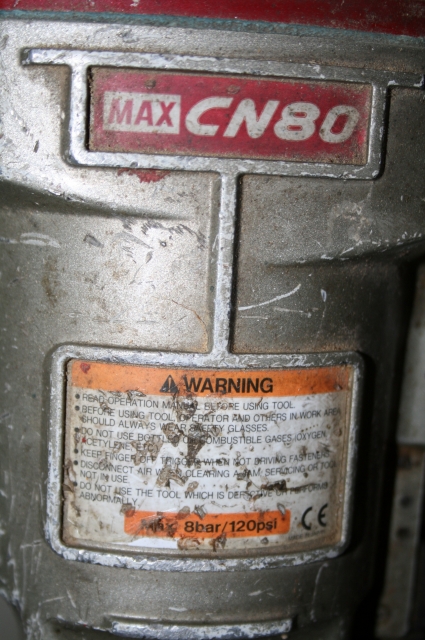 MAX CN80
WARNING
• READ OPERATION MANUAL BEFORE USING TOOL.
• BEFORE USING TOOL, OPERATOR AND OTHERS IN WORK AREA
SHOULD ALWAYS WEAR SAFETY GLASSES.
• DO NOT USE BOTTLED COMBUSTIBLE GASES (OXYGEN,
ACETYLENE
• KEEP FINGER OFF TRIGGER WHEN NOT DRIVING FASTENERS.
• DISCONNECT AIR WHEN CLEARING A JAM, SERVICING OR TOOL
NOT IN USE.
• DO NOT USE THE TOOL WHICH IS DEFECTIVE OR PERFORMS
ABNORMALLY
8bar/120psi CE